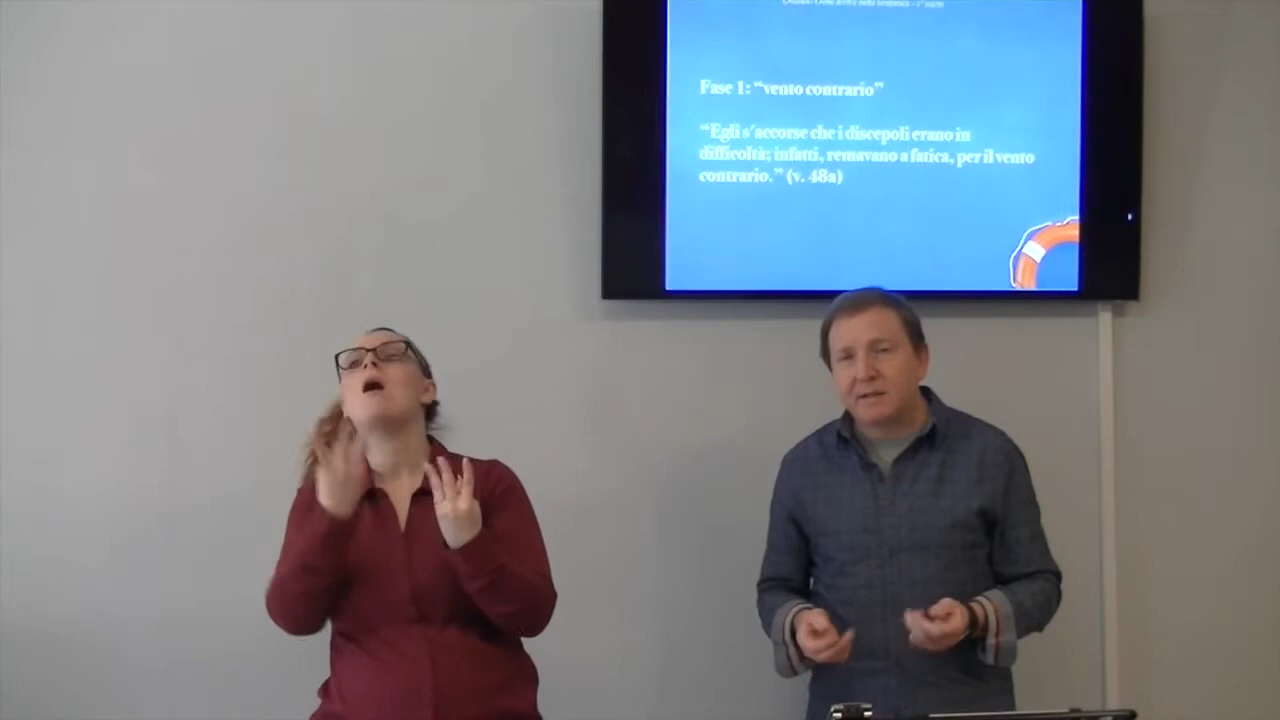 Fase 1: “vento contrario”
“Egli s'accorse che i discepoli erano in
difficoltà; infatti, remavano a fatica, per il vento
contrario.” (v. 48a)